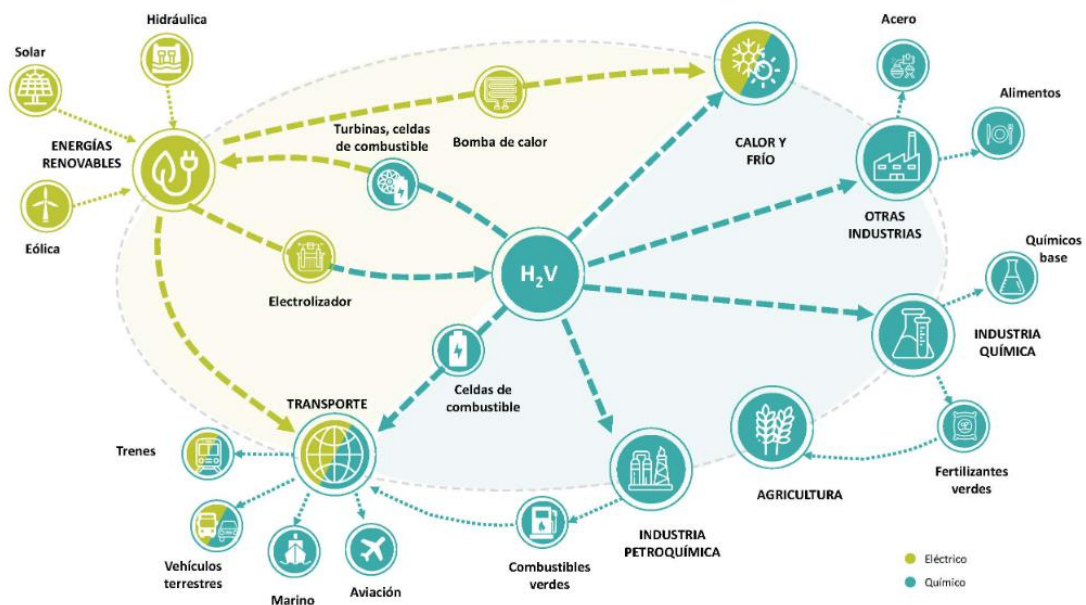 Hidráulica
Solar
ENERGÍAS
RENOVABLES
Eólica
Turbinas, celdas
de combustible
Bomba de calor
Electrolizador
H₂V
CALOR Y
FRÍO
Acero
Alimentos
OTRAS
INDUSTRIAS
Químicos
base
INDUSTRIA
QUÍMICA
Celdas de
combustible
TRANSPORTE
Trenes
Vehículos
terrestres
Marino
Aviación
Combustibles
verdes
INDUSTRIA
PETROQUÍMICA
AGRICULTURA
Fertilizantes
verdes
Eléctrico
Químico